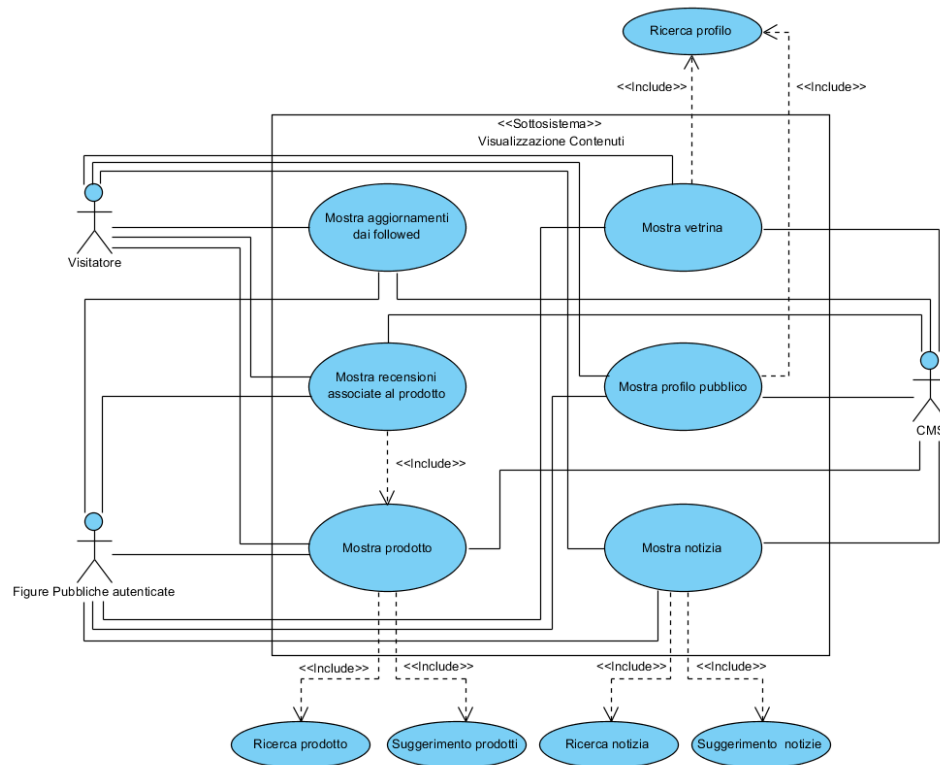 Ricerca profilo
<<Include>>
<<Include>>
<<Sottosistema>>
Visualizzazione Contenuti
Visitatore
Mostra aggiornamenti
dai followed
Mostra vetrina
Mostra recensioni
associate al prodotto
Mostra profilo pubblico
CMS
<<Include>>
Mostra prodotto
Mostra notizia
Figure Pubbliche autenticate
<<Include>>
<<Include>>
<<Include>>
<<Include>>
Ricerca prodotto
Suggerimento prodotti
Ricerca notizia
Suggerimento notizie